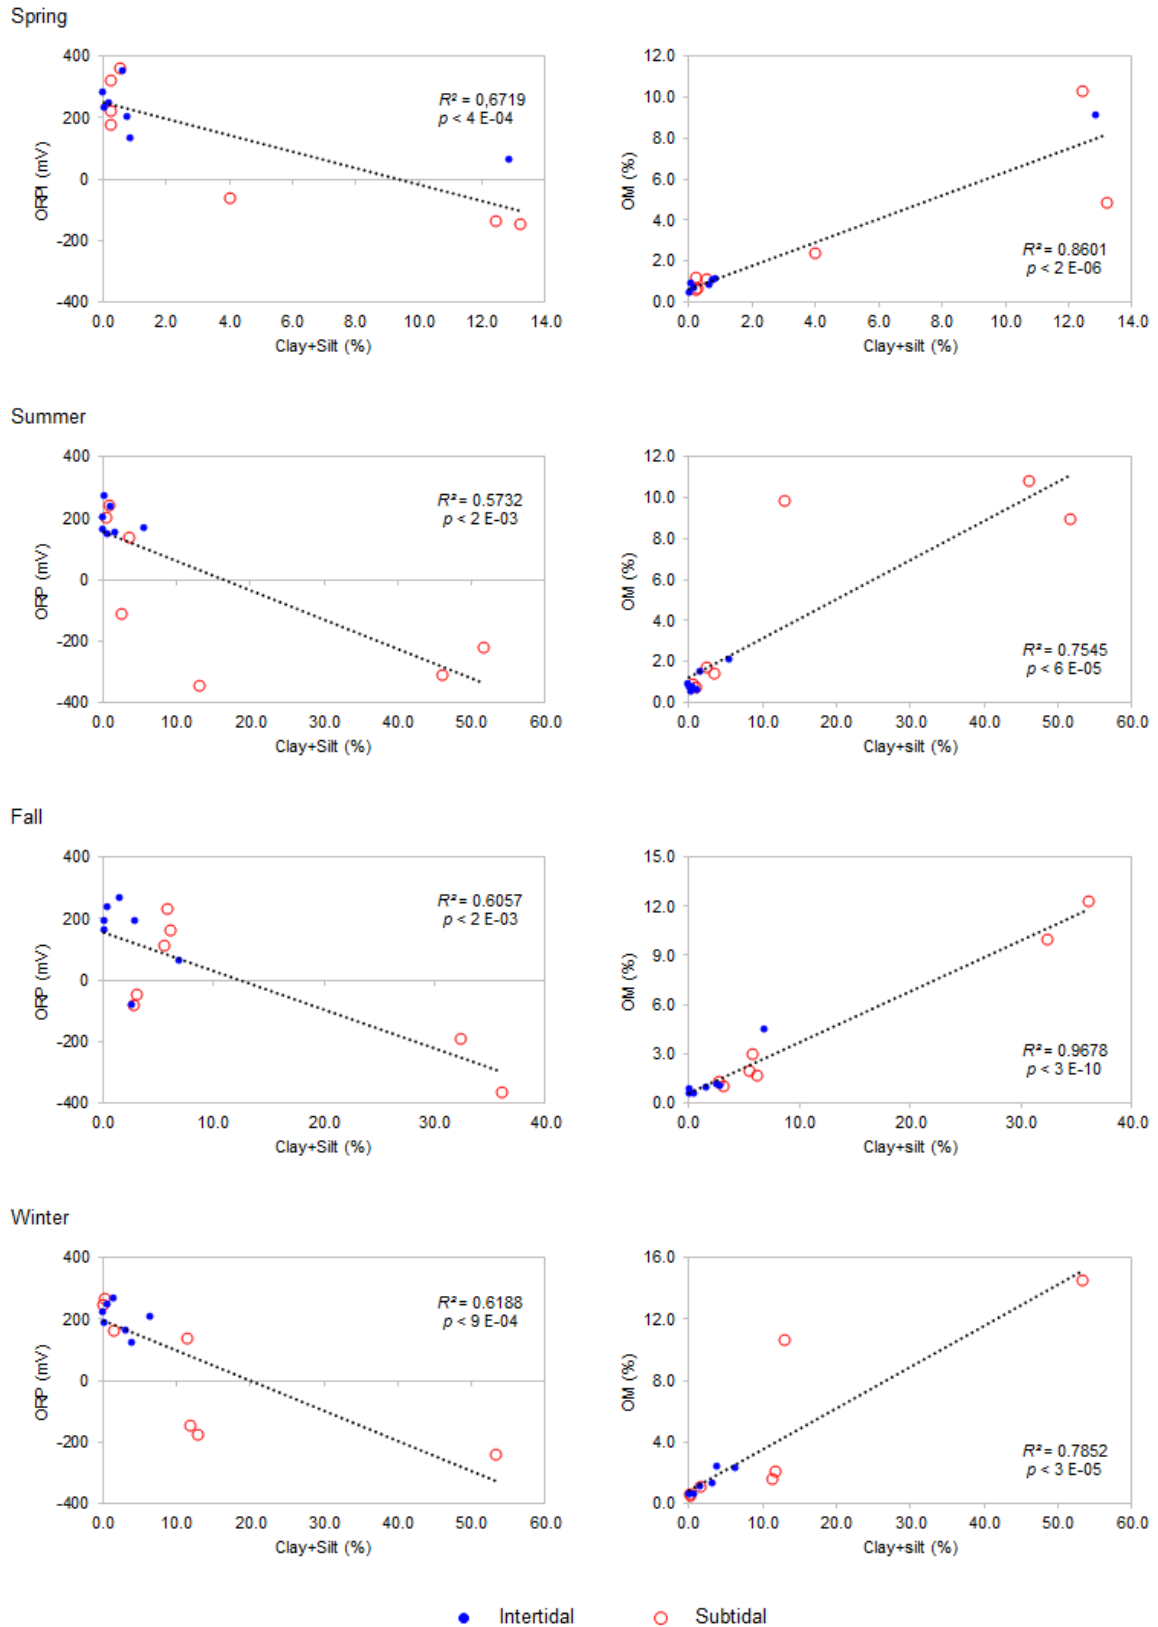 Spring
400
200
0
-200
-400
ORPl (mV)
R² = 0,6719
p < 4 E-04
0.0 2.0 4.0 6.0 8.0 10.0 12.0 14.0
Clay+Silt (%)
12.0
10.0
8.0
6.0
4.0
2.0
0.0
OM (%)
R² = 0.8601
p < 2 E-06
0.0 2.0 4.0 6.0 8.0 10.0 12.0 14.0
Clay+silt (%)
Summer
400
200
0
-200
-400
ORP (mV)
R² = 0.5732
p < 2 E-03
0.0 10.0 20.0 30.0 40.0 50.0 60.0
Clay+Silt (%)
12.0
10.0
8.0
6.0
4.0
2.0
0.0
OM (%)
R² = 0.7545
p < 6 E-05
0.0 10.0 20.0 30.0 40.0 50.0 60.0
Clay+silt (%)
Fall
400
200
0
-200
-400
ORP (mV)
R² = 0.6057
p < 2 E-03
0.0 10.0 20.0 30.0 40.0
Clay+Silt (%)
15.0
12.0
9.0
6.0
3.0
0.0
OM (%)
R² = 0.9678
p < 3 E-10
0.0 10.0 20.0 30.0 40.0
Clay+silt (%)
Winter
400
200
0
-200
-400
ORP (mV)
R² = 0.6188
p < 9 E-04
0.0 10.0 20.0 30.0 40.0 50.0 60.0
Clay+Silt (%)
16.0
12.0
8.0
4.0
0.0
OM (%)
R² = 0.7852
p < 3 E-05
0.0 10.0 20.0 30.0 40.0 50.0 60.0
Clay+silt (%)
Intertidal Subtidal